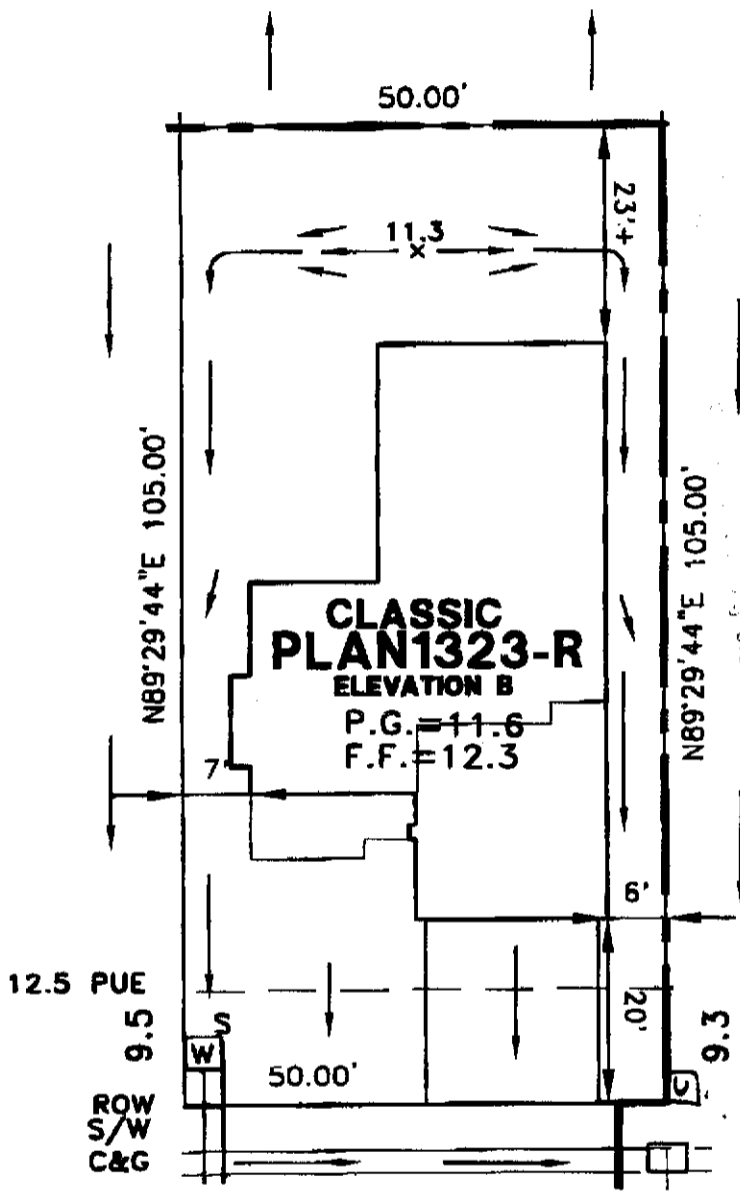 50.00'
23'+
11.3
x
N89°29'44"E 105.00'
N89°29'44"E 105.00'
CLASSIC
PLAN1323-R
ELEVATION B
P.G.=11.6
F.F.=12.3
7'
6'
12.5 PUE
20'
9.5
S
W
9.3
50.00'
U
ROW
S/W
C&G